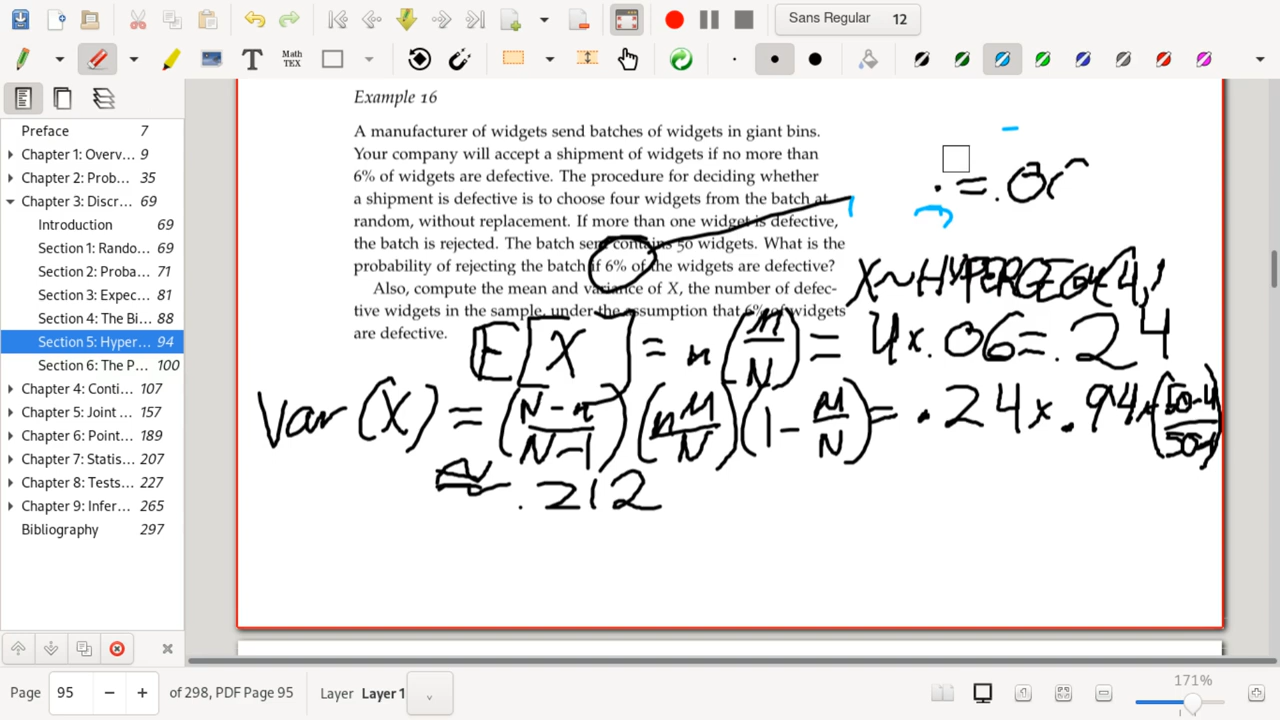 Sans Regular 12
T Math TEX
Example 16
Preface 7
Chapter 1: Overv... 9
Chapter 2: Prob... 35
Chapter 3: Discr... 69
Introduction 69
Section 1: Rando... 69
Section 2: Proba... 71
Section 3: Expec... 81
Section 4: The Bi... 88
Section 5: Hyper... 94
Section 6: The P... 100
Chapter 4: Conti... 107
Chapter 5: Joint ... 157
Chapter 6: Point... 189
Chapter 7: Statis... 207
Chapter 8: Tests... 227
Chapter 9: Infer... 265
Bibliography 297
A manufacturer of widgets send batches of widgets in giant bins.
Your company will accept a shipment of widgets if no more than
6% of widgets are defective. The procedure for deciding whether
a shipment is defective is to choose four widgets from the batch at
random, without replacement. If more than one widget is defective,
the batch is rejected. The batch sent contains 50 widgets. What is the
probability of rejecting the batch if 6% of the widgets are defective?
Also, compute the mean and variance of X, the number of defec-
tive widgets in the sample, under the assumption that 6% of widgets
are defective.
X~HYPERGEOM(4,
E[X] = n(M/N) = 4×.06=.24
Var(X) = (N-n/N-1)(nM/N)(1-M/N)= .24×.94×(50-4/50-1)
≈ .212
Page 95 of 298, PDF Page 95 Layer Layer 1 171%